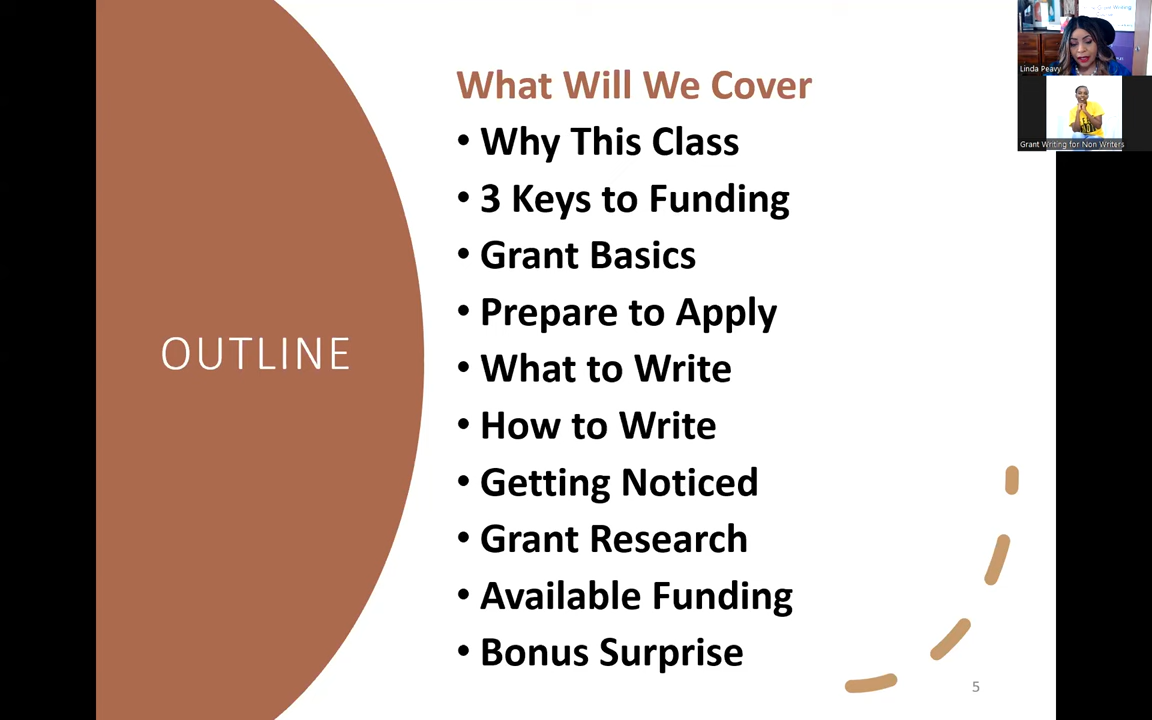 OUTLINE
What Will We Cover
• Why This Class
• 3 Keys to Funding
• Grant Basics
• Prepare to Apply
• What to Write
• How to Write
• Getting Noticed
• Grant Research
• Available Funding
• Bonus Surprise
5
Linda Peavy
Grant Writing for Non Writers